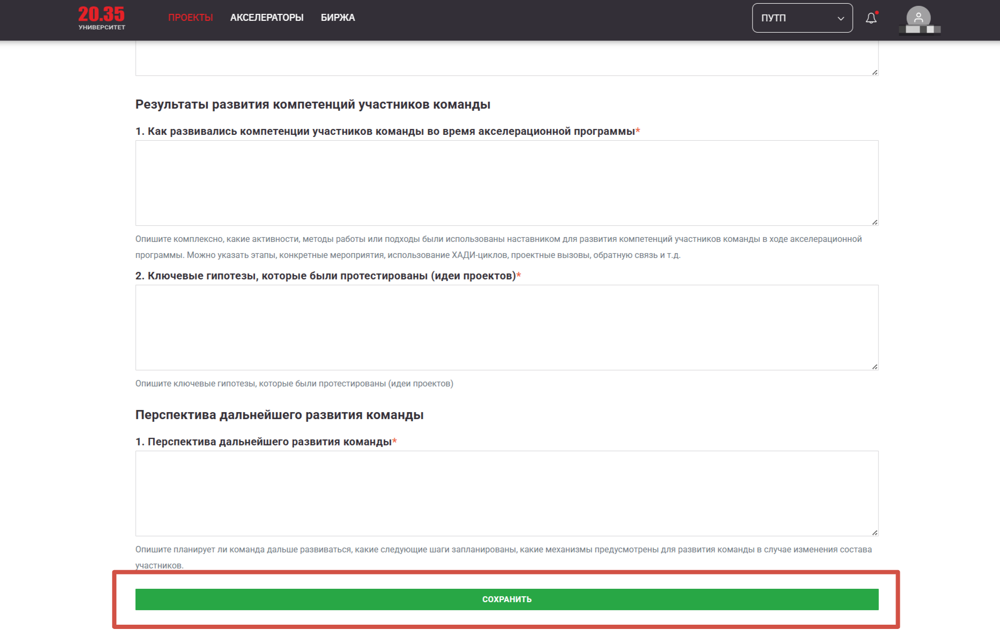 20.35
УНИВЕРСИТЕТ
ПРОЕКТЫ АКСЕЛЕРАТОРЫ БИРЖА ПУТП
Результаты развития компетенций участников команды
1. Как развивались компетенции участников команды во время акселерационной программы*
Опишите комплексно, какие активности, методы работы или подходы были использованы наставником для развития компетенций участников команды в ходе акселерационной
программы. Можно указать этапы, конкретные мероприятия, использование ХАДИ-циклов, проектные вызовы, обратную связь и т.д.
2. Ключевые гипотезы, которые были протестированы (идеи проектов)*
Опишите ключевые гипотезы, которые были протестированы (идеи проектов)
Перспектива дальнейшего развития команды
1. Перспектива дальнейшего развития команды*
Опишите планирует ли команда дальше развиваться, какие следующие шаги запланированы, какие механизмы предусмотрены для развития команды в случае изменения состава
участников.
СОХРАНИТЬ